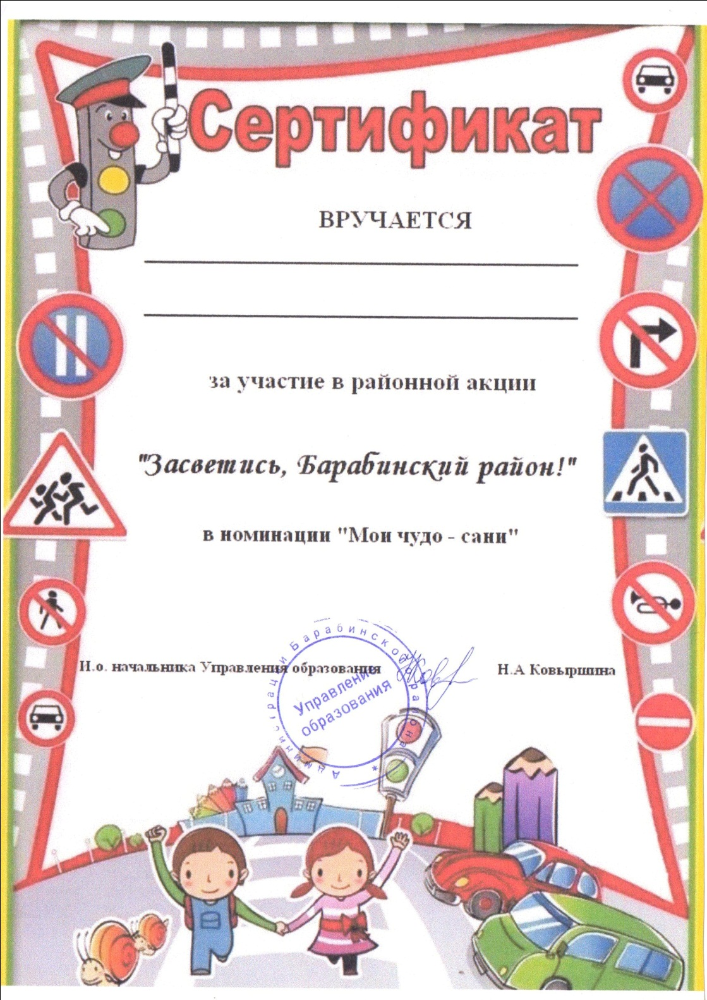 Сертификат
ВРУЧАЕТСЯ
за участие в районной акции
"Засветись, Барабинский район!"
в номинации "Мои чудо - сани"
И.о. начальника Управления образования
Н.А Ковыршина
Администрации Барабинского района *
Управление
образования